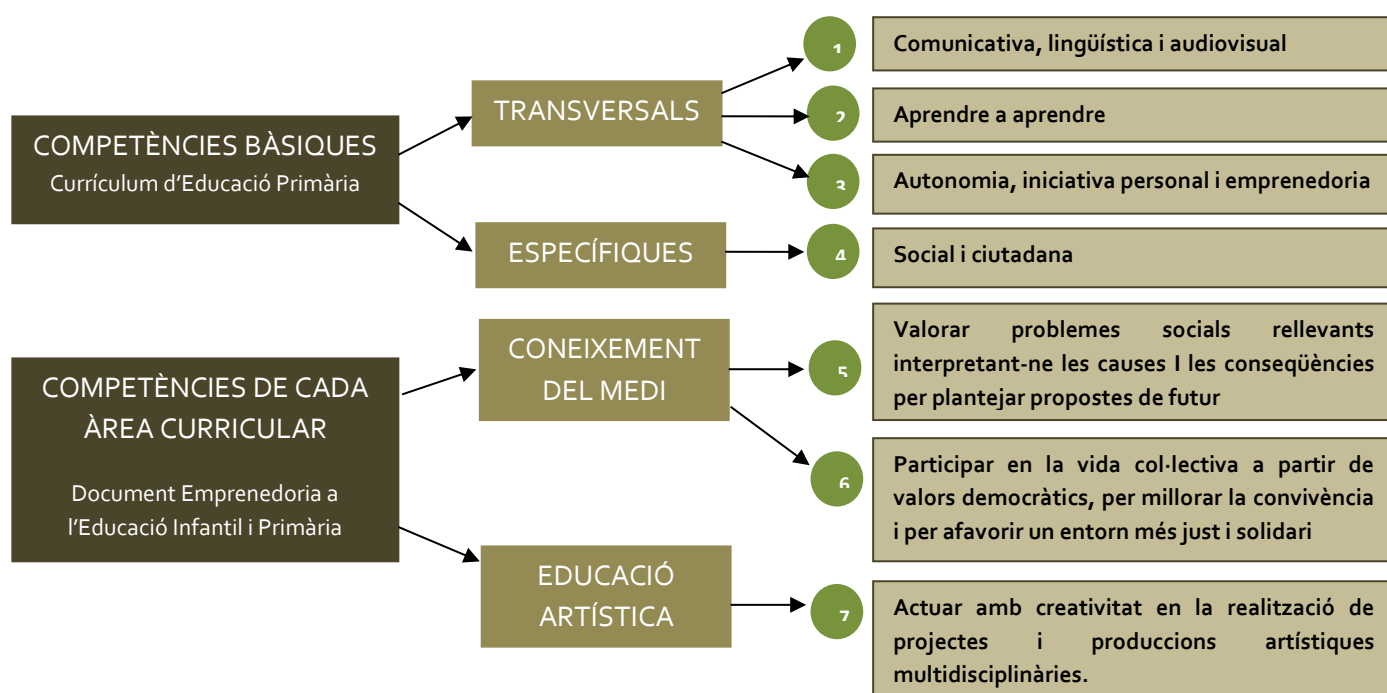 COMPETÈNCIES BÀSIQUES
Currículum d'Educació Primària
TRANSVERSALS
1
Comunicativa, lingüística i audiovisual
2
Aprendre a aprendre
3
Autonomia, iniciativa personal i emprenedoria
ESPECÍFIQUES
4
Social i ciutadana
COMPETÈNCIES DE CADA
ÀREA CURRICULAR
Document Emprenedoria a
l'Educació Infantil i Primària
CONEIXEMENT
DEL MEDI
5
Valorar problemes socials rellevants
interpretant-ne les causes I les conseqüències
per plantejar propostes de futur
6
Participar en la vida col·lectiva a partir de
valors democràtics, per millorar la convivència
i per afavorir un entorn més just i solidari
EDUCACIÓ
ARTÍSTICA
7
Actuar amb creativitat en la realització de
projectes i produccions artístiques
multidisciplinàries.